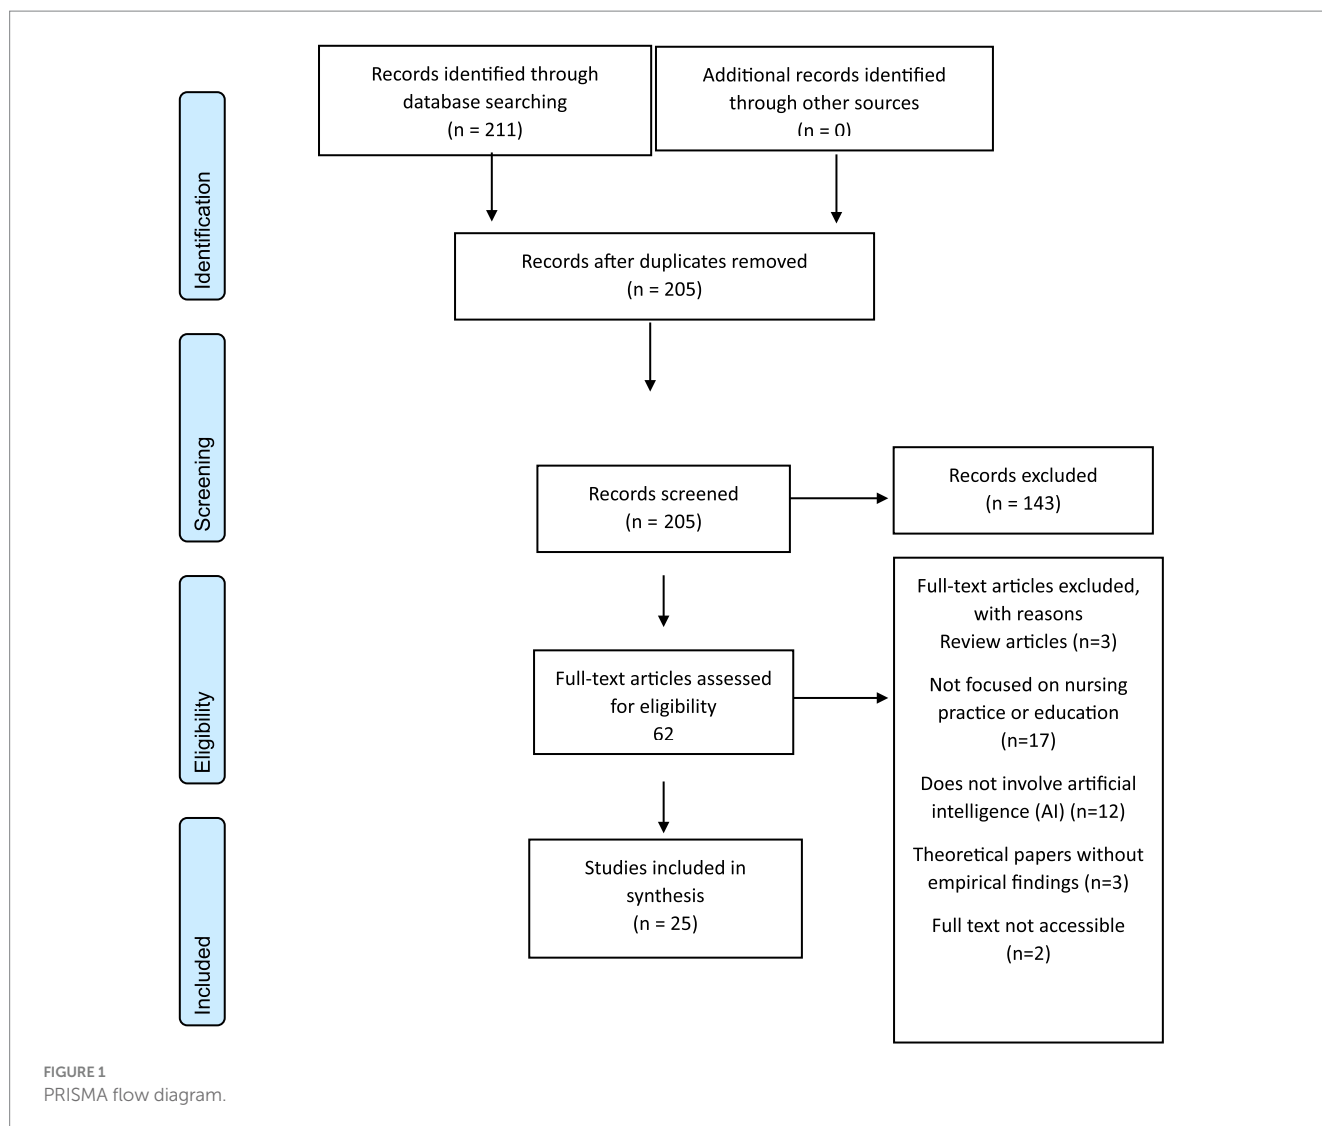 Records identified through
database searching
(n = 211)
Additional records identified
through other sources
(n = 0)
Identification
Records after duplicates removed
(n = 205)
Screening
Records screened
(n = 205)
Records excluded
(n = 143)
Eligibility
Full-text articles assessed
for eligibility
62
Full-text articles excluded,
with reasons
Review articles (n=3)
Not focused on nursing
practice or education
(n=17)
Does not involve artificial
intelligence (AI) (n=12)
Theoretical papers without
empirical findings (n=3)
Full text not accessible
(n=2)
Included
Studies included in
synthesis
(n = 25)
FIGURE 1
PRISMA flow diagram.